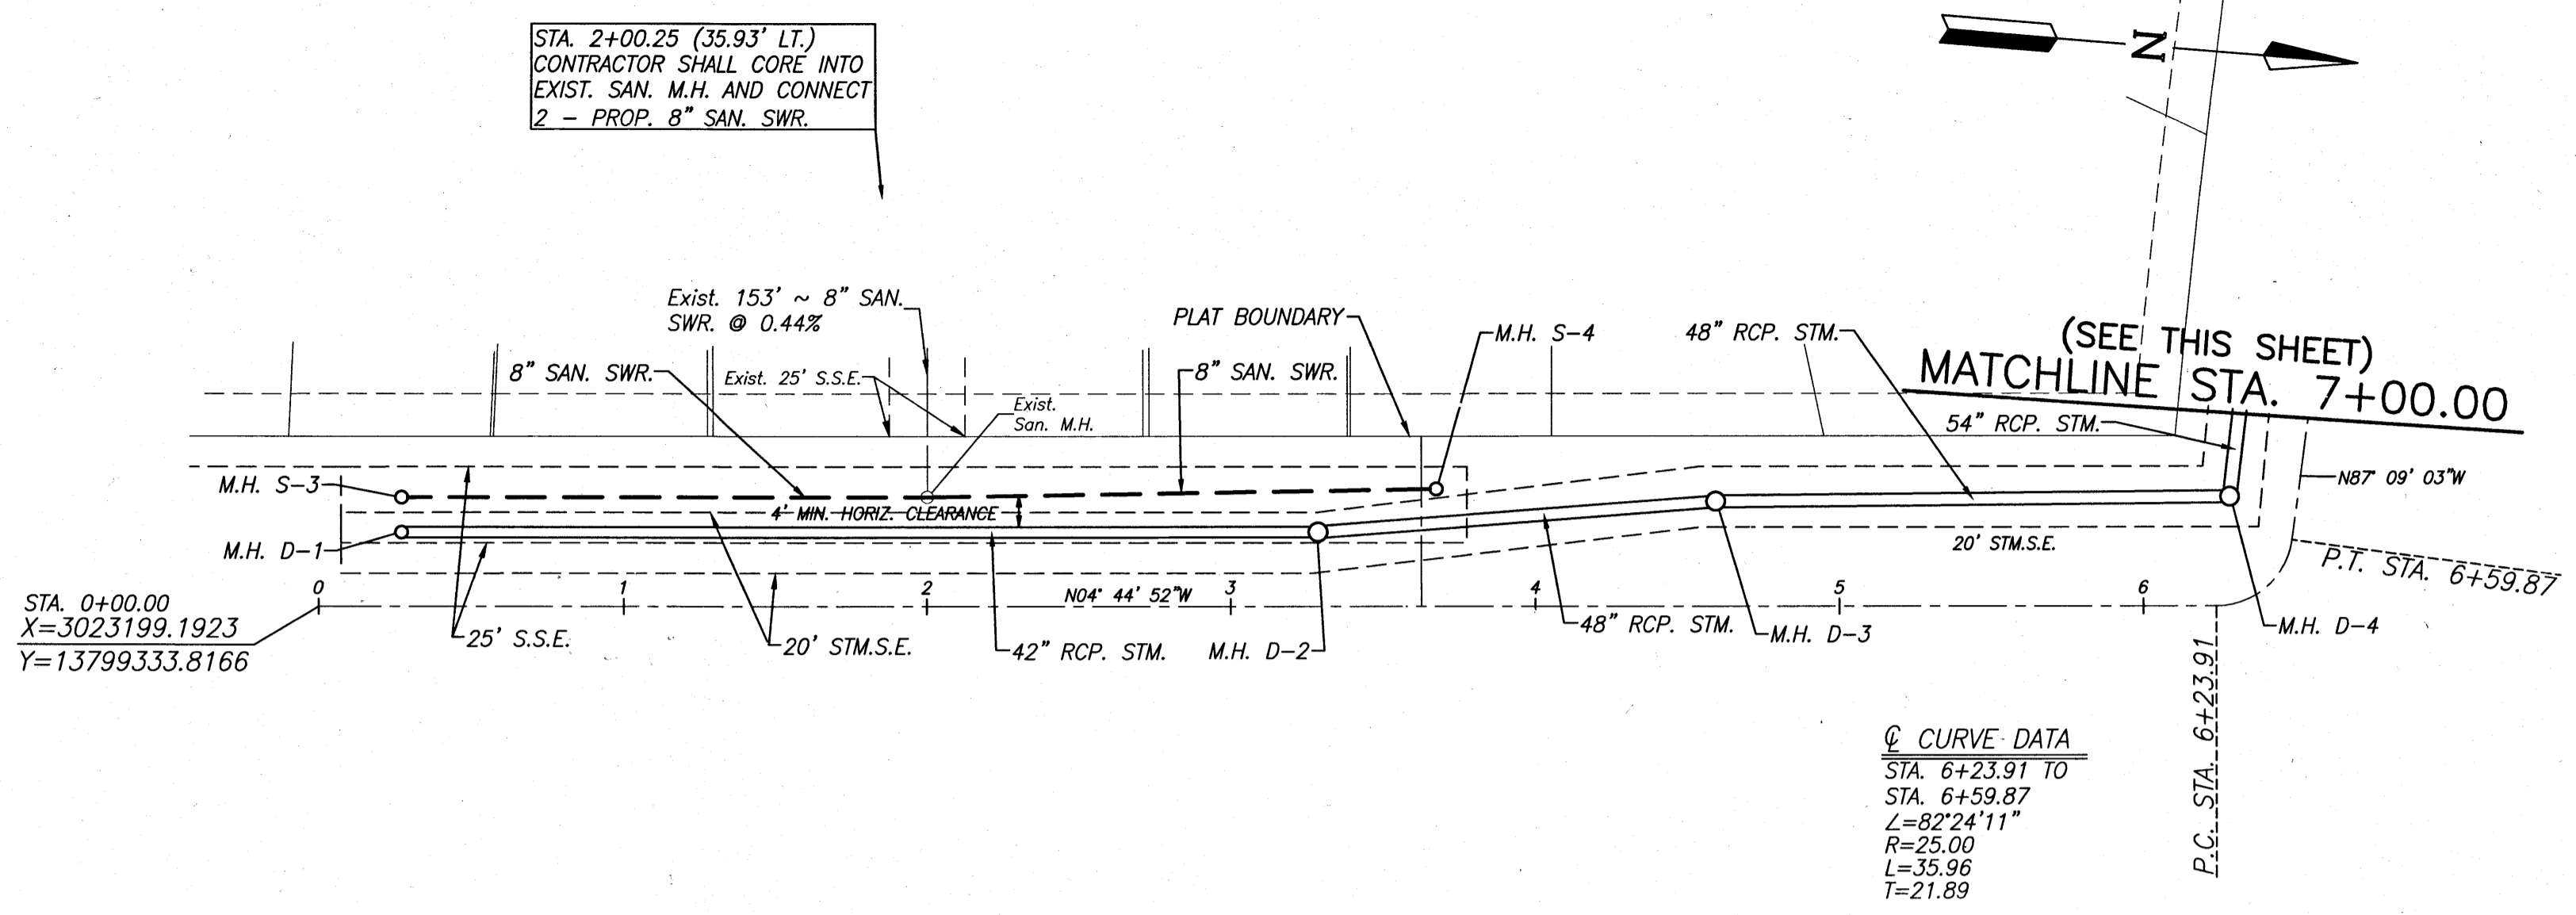 STA. 2+00.25 (35.93' LT.)
CONTRACTOR SHALL CORE INTO
EXIST. SAN. M.H. AND CONNECT
2 - PROP. 8" SAN. SWR.
N
Exist. 153' ~ 8" SAN.
SWR. @ 0.44%
PLAT BOUNDARY
M.H. S-4
48" RCP. STM.
(SEE THIS SHEET)
MATCHLINE STA. 7+00.00
8" SAN. SWR.
Exist. 25' S.S.E.
8" SAN. SWR.
Exist.
San. M.H.
54" RCP. STM.
M.H. S-3
N87° 09' 03"W
4' MIN. HORIZ. CLEARANCE
M.H. D-1
20' STM.S.E.
P.T. STA. 6+59.87
0
1
2
N04° 44' 52"W
3
4
5
6
STA. 0+00.00
X=3023199.1923
Y=13799333.8166
25' S.S.E.
20' STM.S.E.
42" RCP. STM.
M.H. D-2
48" RCP. STM.
M.H. D-3
M.H. D-4
P.C. STA. 6+23.91
℄ CURVE DATA
STA. 6+23.91 TO
STA. 6+59.87
∠=82°24'11"
R=25.00
L=35.96
T=21.89